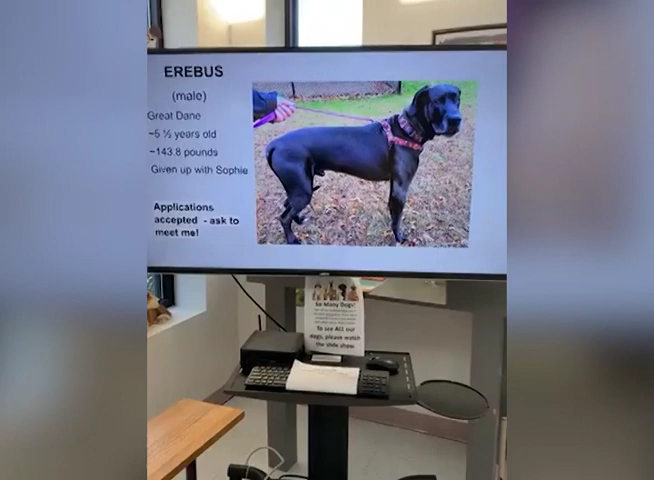 EREBUS
(male)
Great Dane
~5 ½ years old
~143.8 pounds
Given up with Sophie
Applications
accepted - ask to
meet me!
So Many Dogs!
To see ALL our
dogs, please watch
the slide show